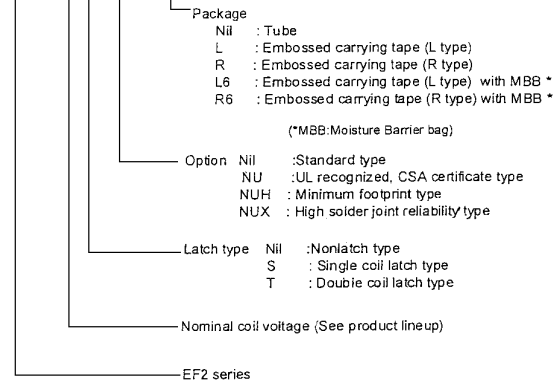 Package
Nil : Tube
L : Embossed carrying tape (L type)
R : Embossed carrying tape (R type)
L6 : Embossed carrying tape (L type) with MBB *
R6 : Embossed carrying tape (R type) with MBB *
(*MBB:Moisture Barrier bag)
Option Nil :Standard type
NU :UL recognized, CSA certificate type
NUH : Minimum footprint type
NUX : High solder joint reliability type
Latch type Nil :Nonlatch type
S : Single coil latch type
T : Double coil latch type
Nominal coil voltage (See product lineup)
EF2 series